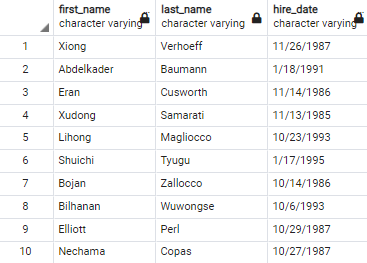 first_name last_name hire_date
character varying character varying character varying
1 Xiong Verhoeff 11/26/1987
2 Abdelkader Baumann 1/18/1991
3 Eran Cusworth 11/14/1986
4 Xudong Samarati 11/13/1985
5 Lihong Magliocco 10/23/1993
6 Shuichi Tyugu 1/17/1995
7 Bojan Zallocco 10/14/1986
8 Bilhanan Wuwongse 10/6/1993
9 Elliott Perl 10/29/1987
10 Nechama Copas 10/27/1987